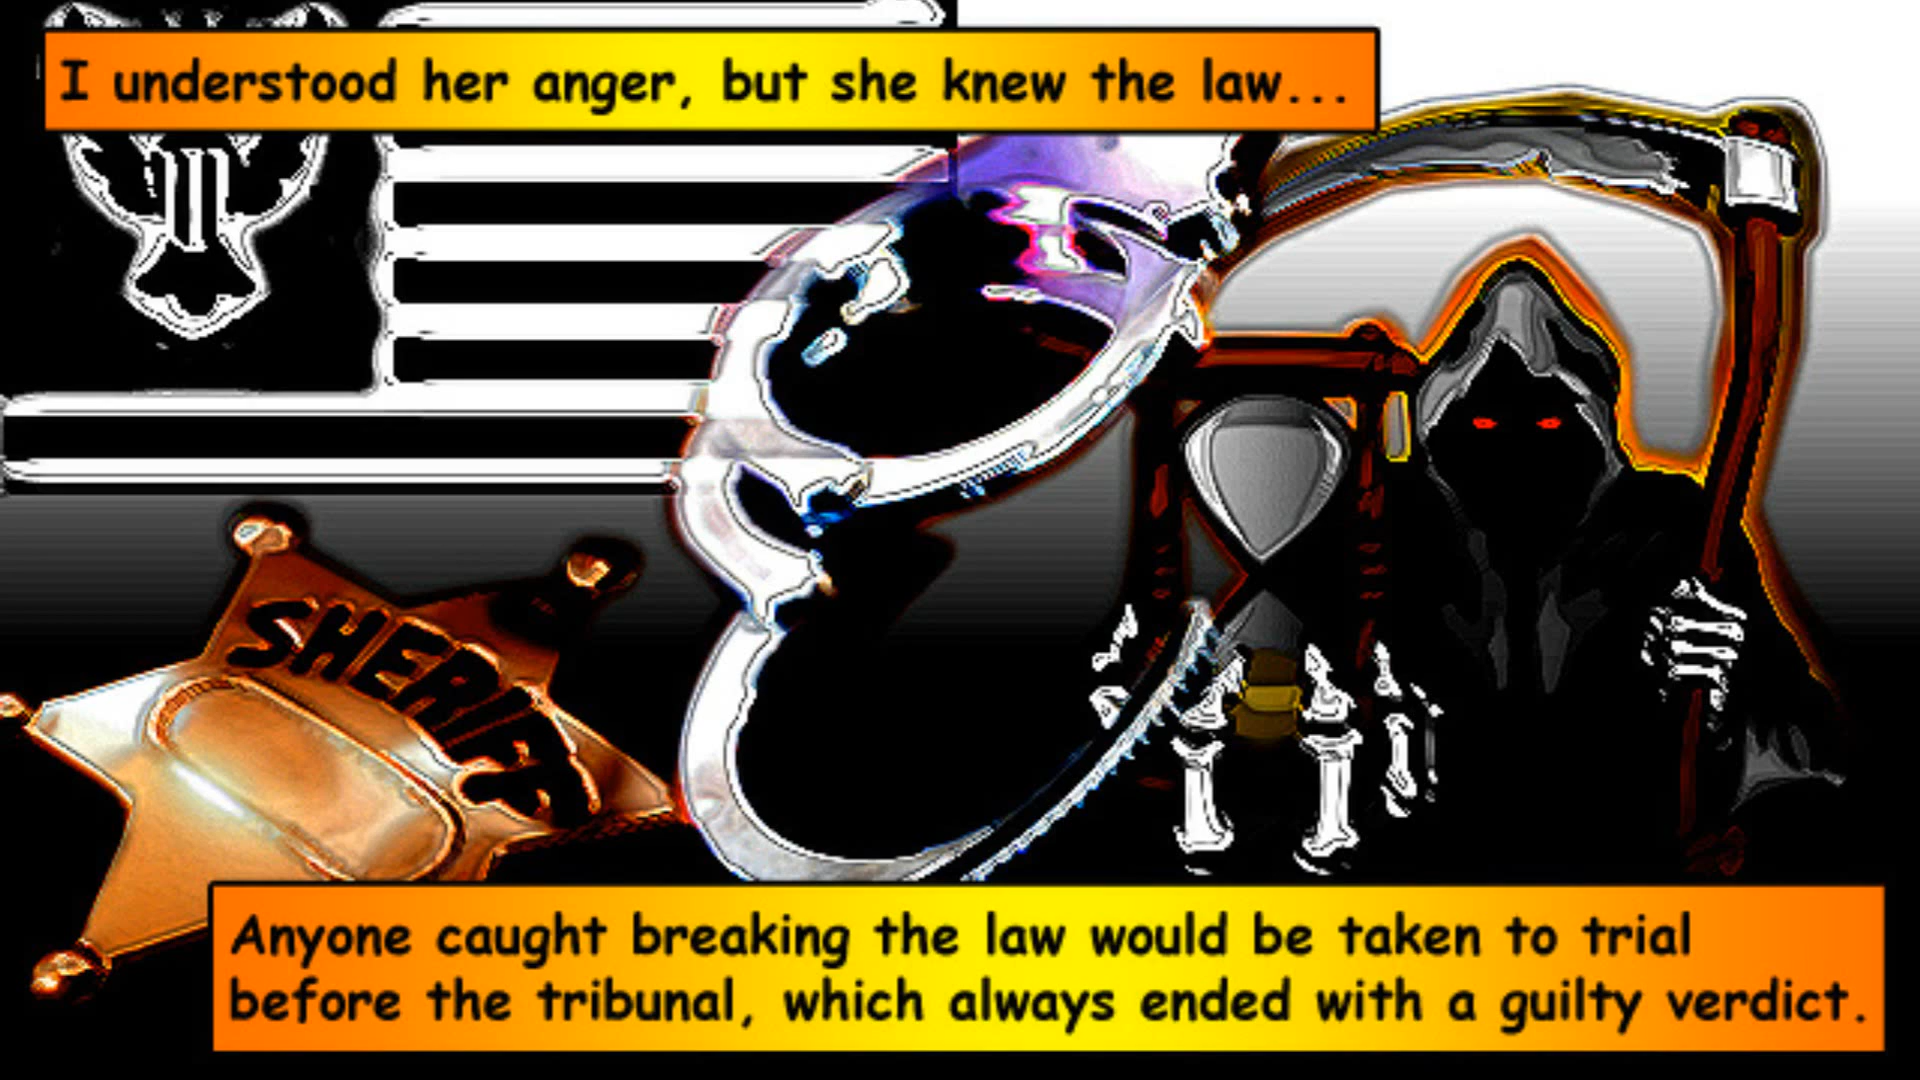 I understood her anger, but she knew the law...
SHERIFF
Anyone caught breaking the law would be taken to trial
before the tribunal, which always ended with a guilty verdict.